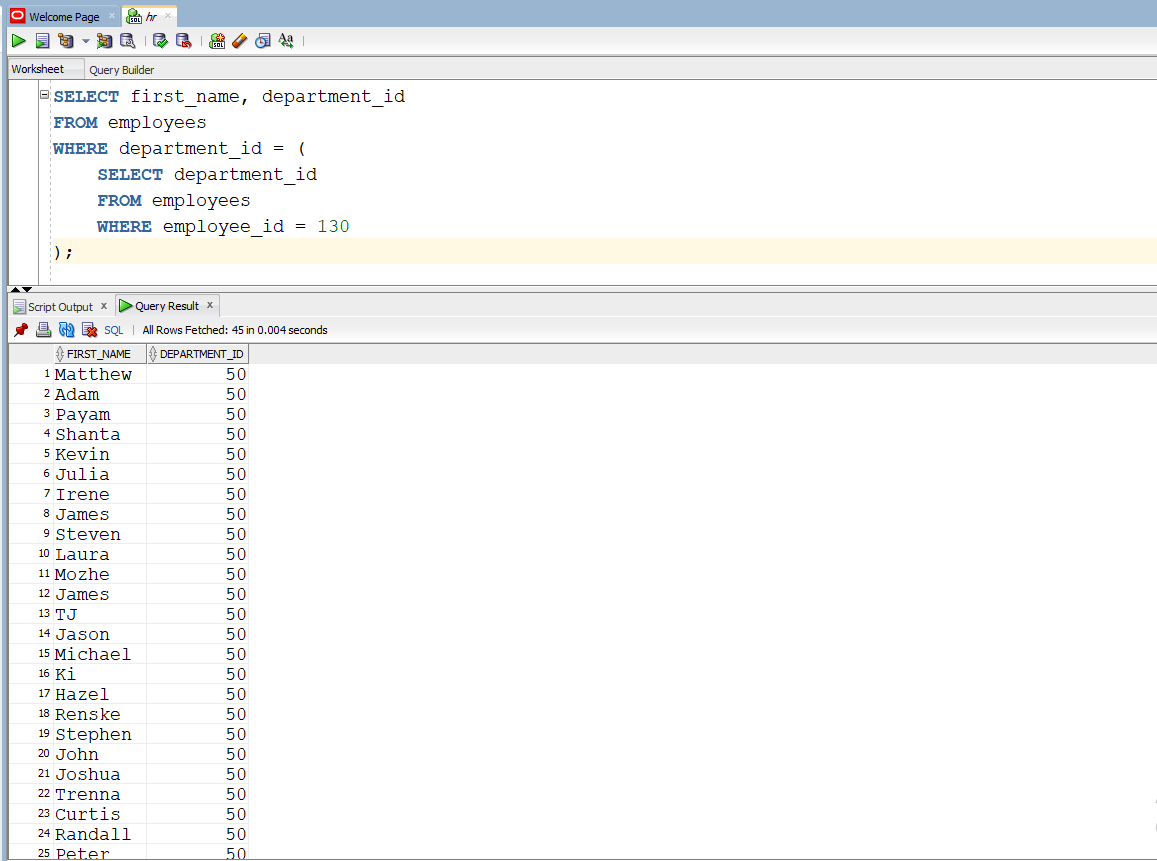 Welcome Page × hr ×
Worksheet Query Builder
SELECT first_name, department_id
FROM employees
WHERE department_id = (
SELECT department_id
FROM employees
WHERE employee_id = 130
);
Script Output × Query Result ×
SQL | All Rows Fetched: 45 in 0.004 seconds
FIRST_NAME DEPARTMENT_ID
1 Matthew 50
2 Adam 50
3 Payam 50
4 Shanta 50
5 Kevin 50
6 Julia 50
7 Irene 50
8 James 50
9 Steven 50
10 Laura 50
11 Mozhe 50
12 James 50
13 TJ 50
14 Jason 50
15 Michael 50
16 Ki 50
17 Hazel 50
18 Renske 50
19 Stephen 50
20 John 50
21 Joshua 50
22 Trenna 50
23 Curtis 50
24 Randall 50
25 Peter 50